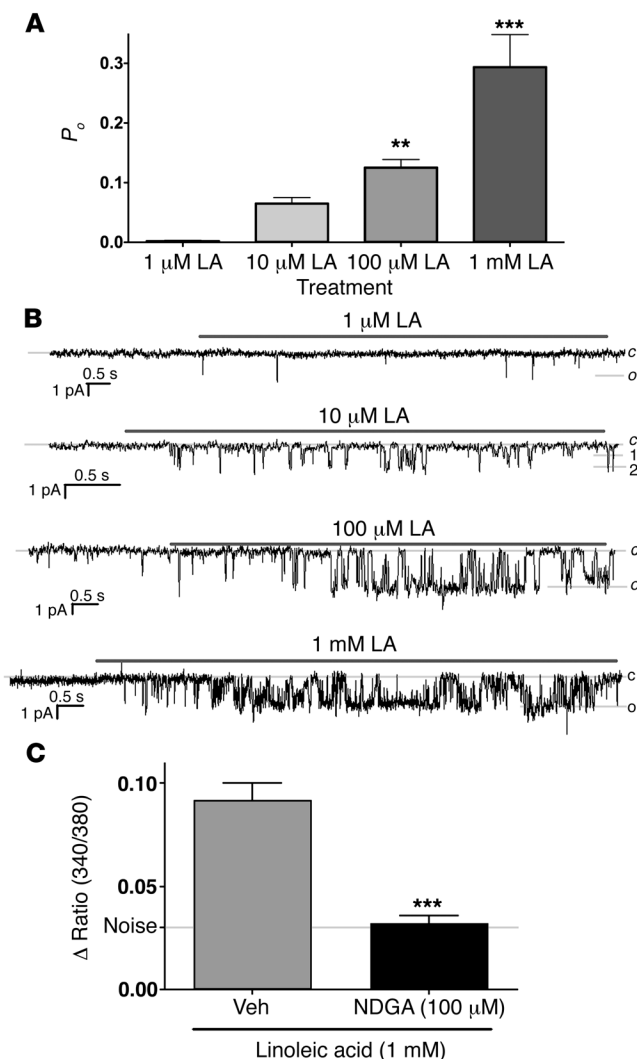 A
0.3
0.2
0.1
0.0
Po
***
**
1 μM LA 10 μM LA 100 μM LA 1 mM LA
Treatment
B
1 μM LA
c
o
0.5 s
1 pA
10 μM LA
c
1
2
0.5 s
1 pA
100 μM LA
c
o
0.5 s
1 pA
1 mM LA
c
o
0.5 s
1 pA
C
0.10
0.05
Noise
0.00
Δ Ratio (340/380)
***
Veh NDGA (100 μM)
Linoleic acid (1 mM)